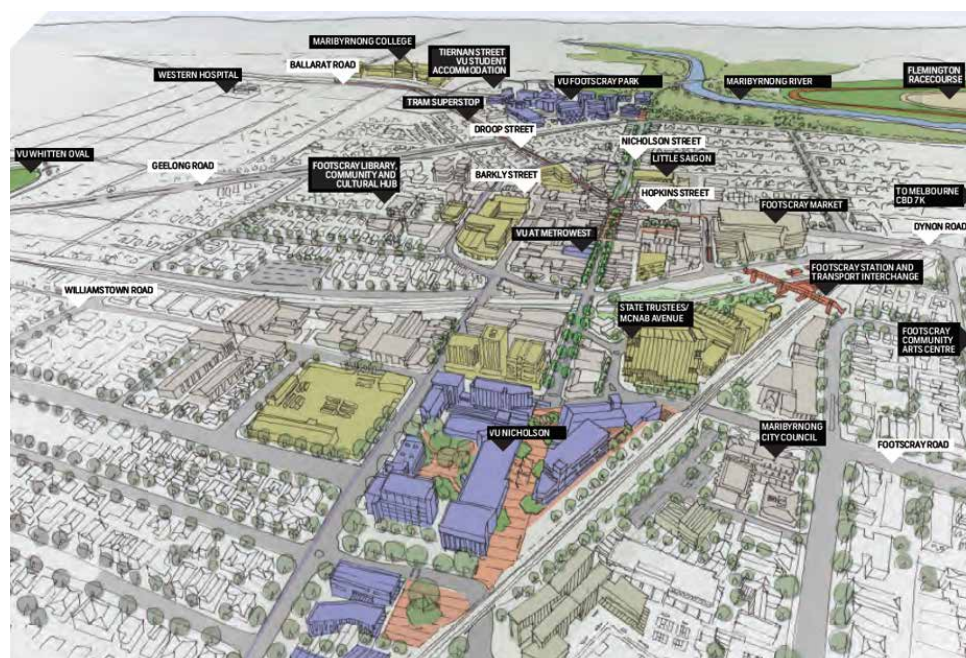 MARIBYRNONG COLLEGE
BALLARAT ROAD
TIERNAN STREET
VU STUDENT
ACCOMMODATION
WESTERN HOSPITAL
VU FOOTSCRAY PARK
MARIBYRNONG RIVER
FLEMINGTON
RACECOURSE
TRAM SUPERSTOP
DROOP STREET
NICHOLSON STREET
VU WHITTEN OVAL
LITTLE SAIGON
GEELONG ROAD
FOOTSCRAY LIBRARY,
COMMUNITY AND
CULTURAL HUB
BARKLY STREET
HOPKINS STREET
TO MELBOURNE
CBD 7K
FOOTSCRAY MARKET
DYNON ROAD
VU AT METROWEST
FOOTSCRAY STATION AND
TRANSPORT INTERCHANGE
WILLIAMSTOWN ROAD
STATE TRUSTEES/
MCNAB AVENUE
FOOTSCRAY
COMMUNITY
ARTS CENTRE
VU NICHOLSON
MARIBYRNONG
CITY COUNCIL
FOOTSCRAY ROAD